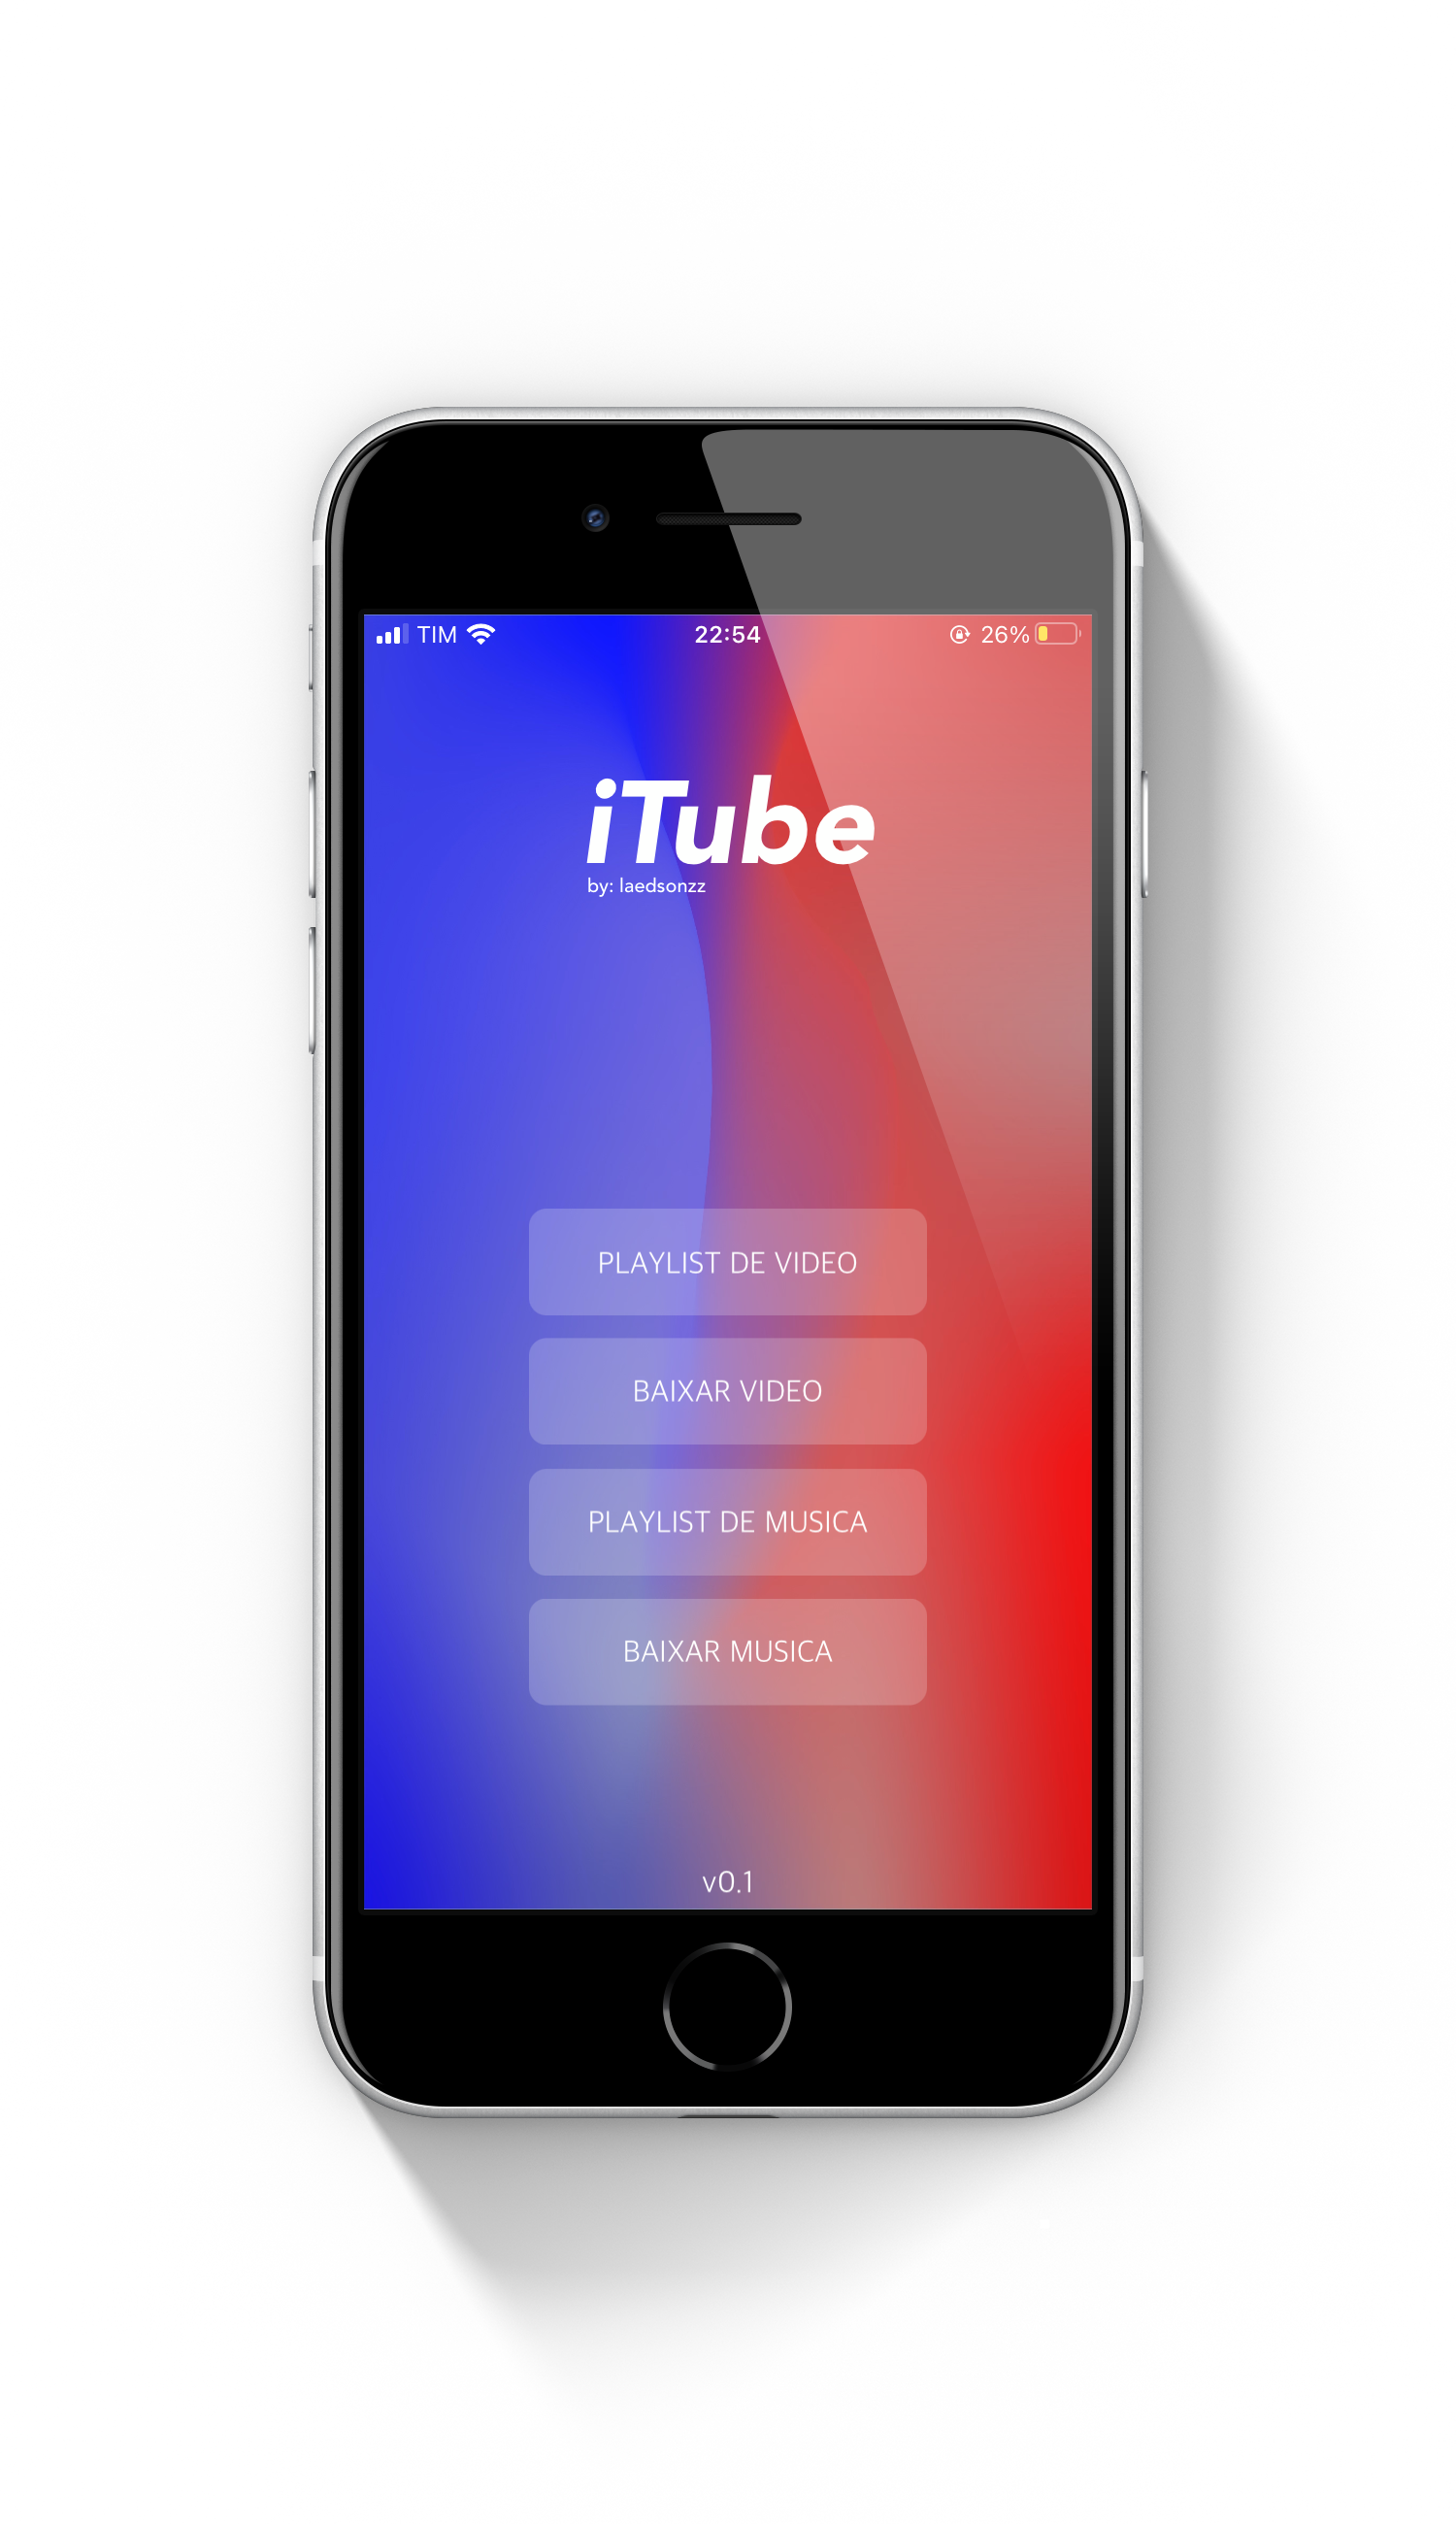 TIM 22:54 26%
iTube
by: laedsonzz
PLAYLIST DE VIDEO
BAIXAR VIDEO
PLAYLIST DE MUSICA
BAIXAR MUSICA
v0.1